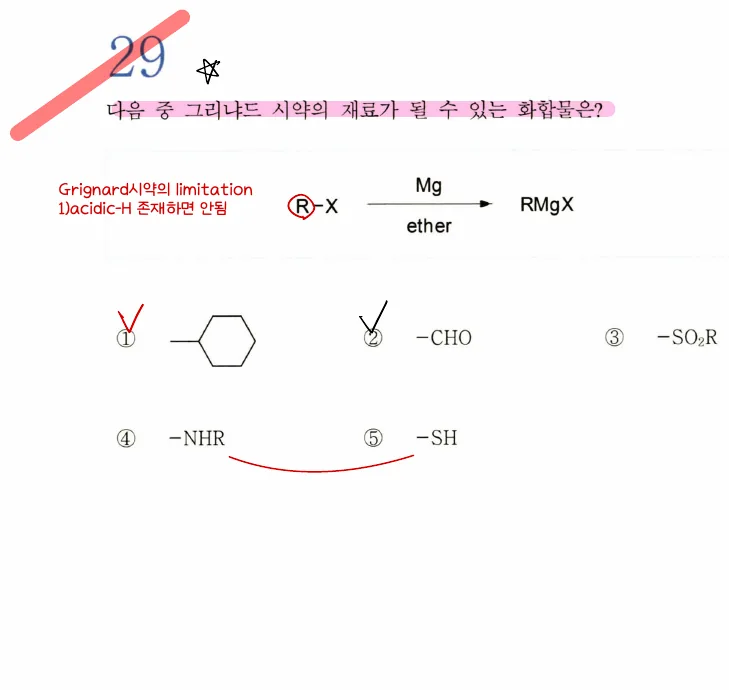 29
다음 중 그리냐드 시약의 재료가 될 수 있는 화합물은?
Grignard시약의 limitation
1)acidic-H 존재하면 안됨
R-X Mg ether RMgX
① ② -CHO ③ -SO₂R
④ -NHR ⑤ -SH